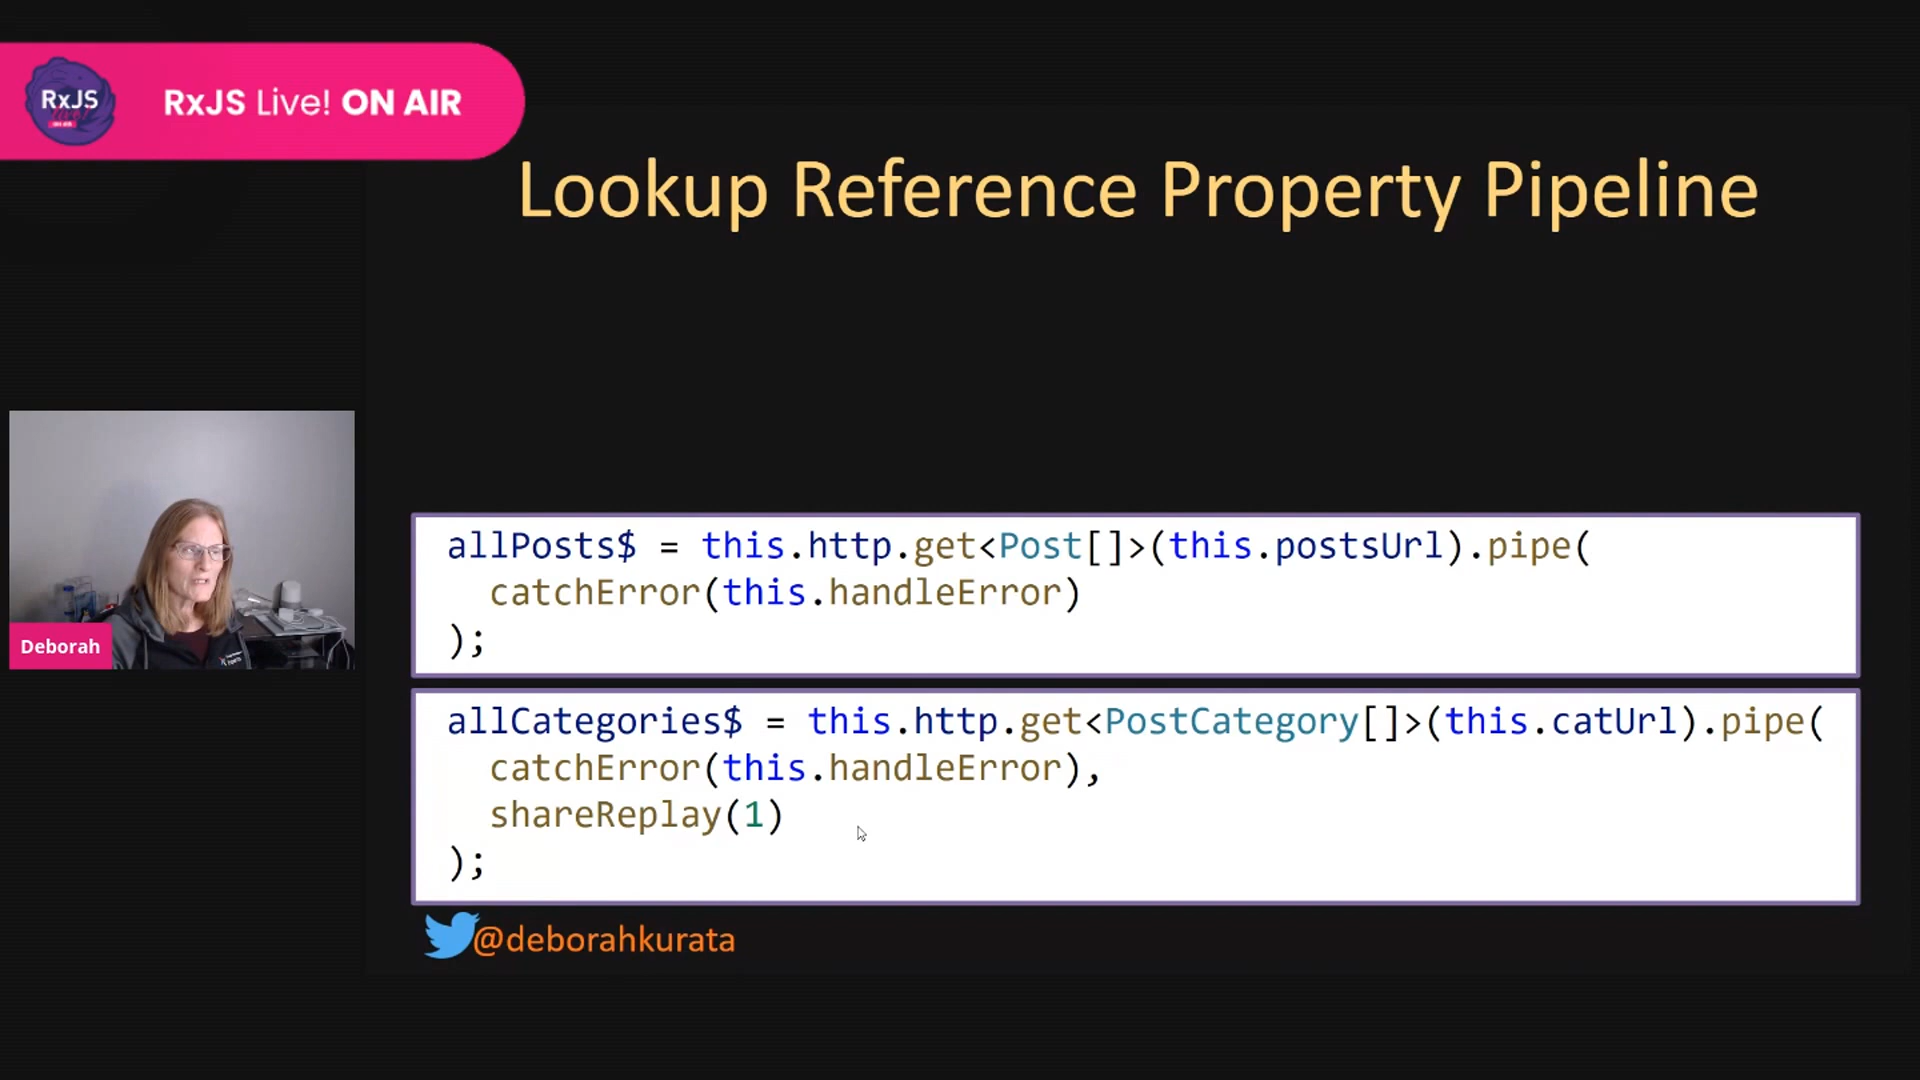 RxJS
RxJS Live! ON AIR
Lookup Reference Property Pipeline
allPosts$ = this.http.get<Post[]>(this.postsUrl).pipe(
catchError(this.handleError)
);
allCategories$ = this.http.get<PostCategory[]>(this.catUrl).pipe(
catchError(this.handleError),
shareReplay(1)
);
Deborah
@deborahkurata